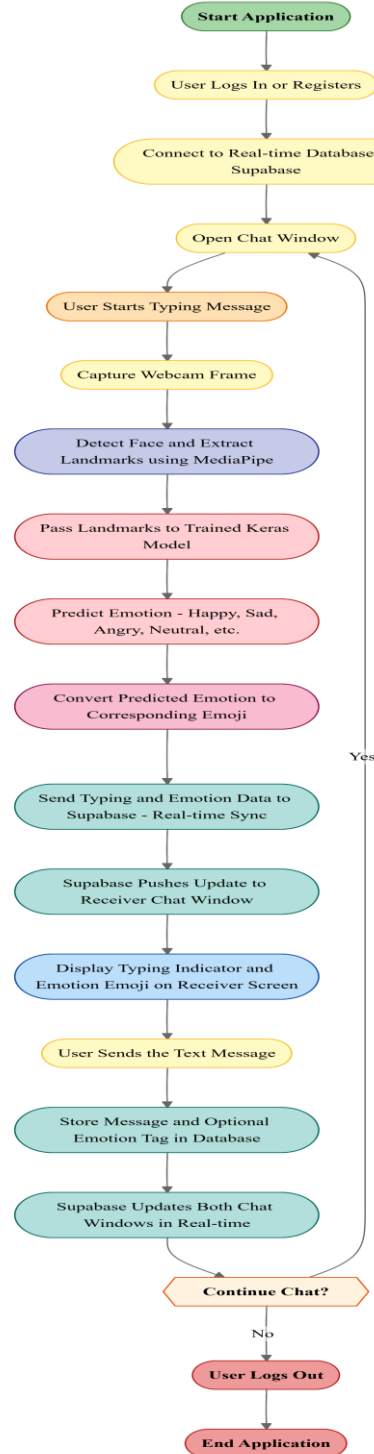 Start Application
User Logs In or Registers
Connect to Real-time Database
Supabase
Open Chat Window
User Starts Typing Message
Capture Webcam Frame
Detect Face and Extract
Landmarks using MediaPipe
Pass Landmarks to Trained Keras
Model
Predict Emotion - Happy, Sad,
Angry, Neutral, etc.
Convert Predicted Emotion to
Corresponding Emoji
Yes
Send Typing and Emotion Data to
Supabase - Real-time Sync
Supabase Pushes Update to
Receiver Chat Window
Display Typing Indicator and
Emotion Emoji on Receiver Screen
User Sends the Text Message
Store Message and Optional
Emotion Tag in Database
Supabase Updates Both Chat
Windows in Real-time
Continue Chat?
No
User Logs Out
End Application